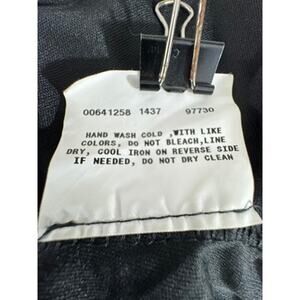 00641258 1437 97730
HAND WASH COLD ,WITH LIKE
COLORS, DO NOT BLEACH,LINE
DRY, COOL IRON ON REVERSE SIDE
IF NEEDED, DO NOT DRY CLEAN